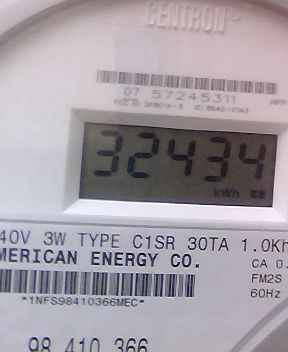 CENTRON®
07 57245311
32434
kWh
40V 3W TYPE C1SR 30TA 1.0Kh
MERICAN ENERGY CO.
CA 0.
FM2S
60Hz
*1NFS98410366MEC*
98 410 366